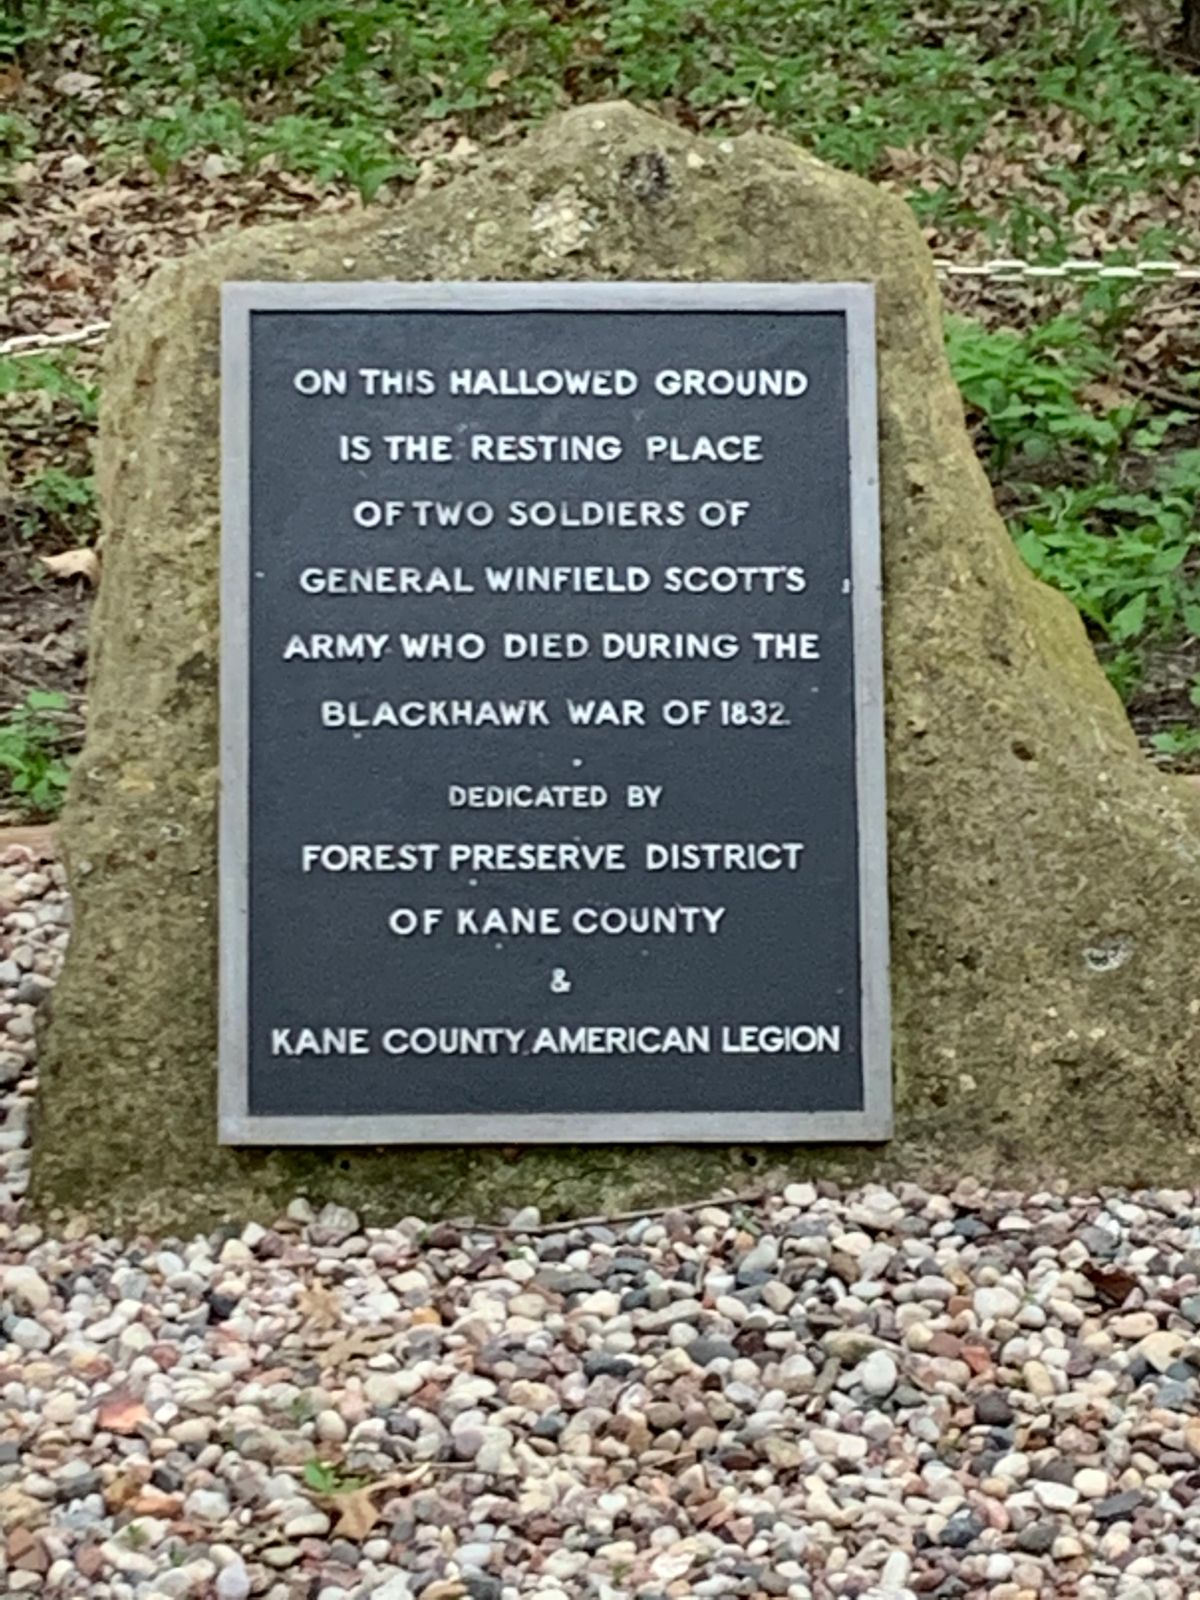 ON THIS HALLOWED GROUND
IS THE RESTING PLACE
OF TWO SOLDIERS OF
GENERAL WINFIELD SCOTT'S
ARMY WHO DIED DURING THE
BLACKHAWK WAR OF 1832.
DEDICATED BY
FOREST PRESERVE DISTRICT
OF KANE COUNTY
&
KANE COUNTY AMERICAN LEGION